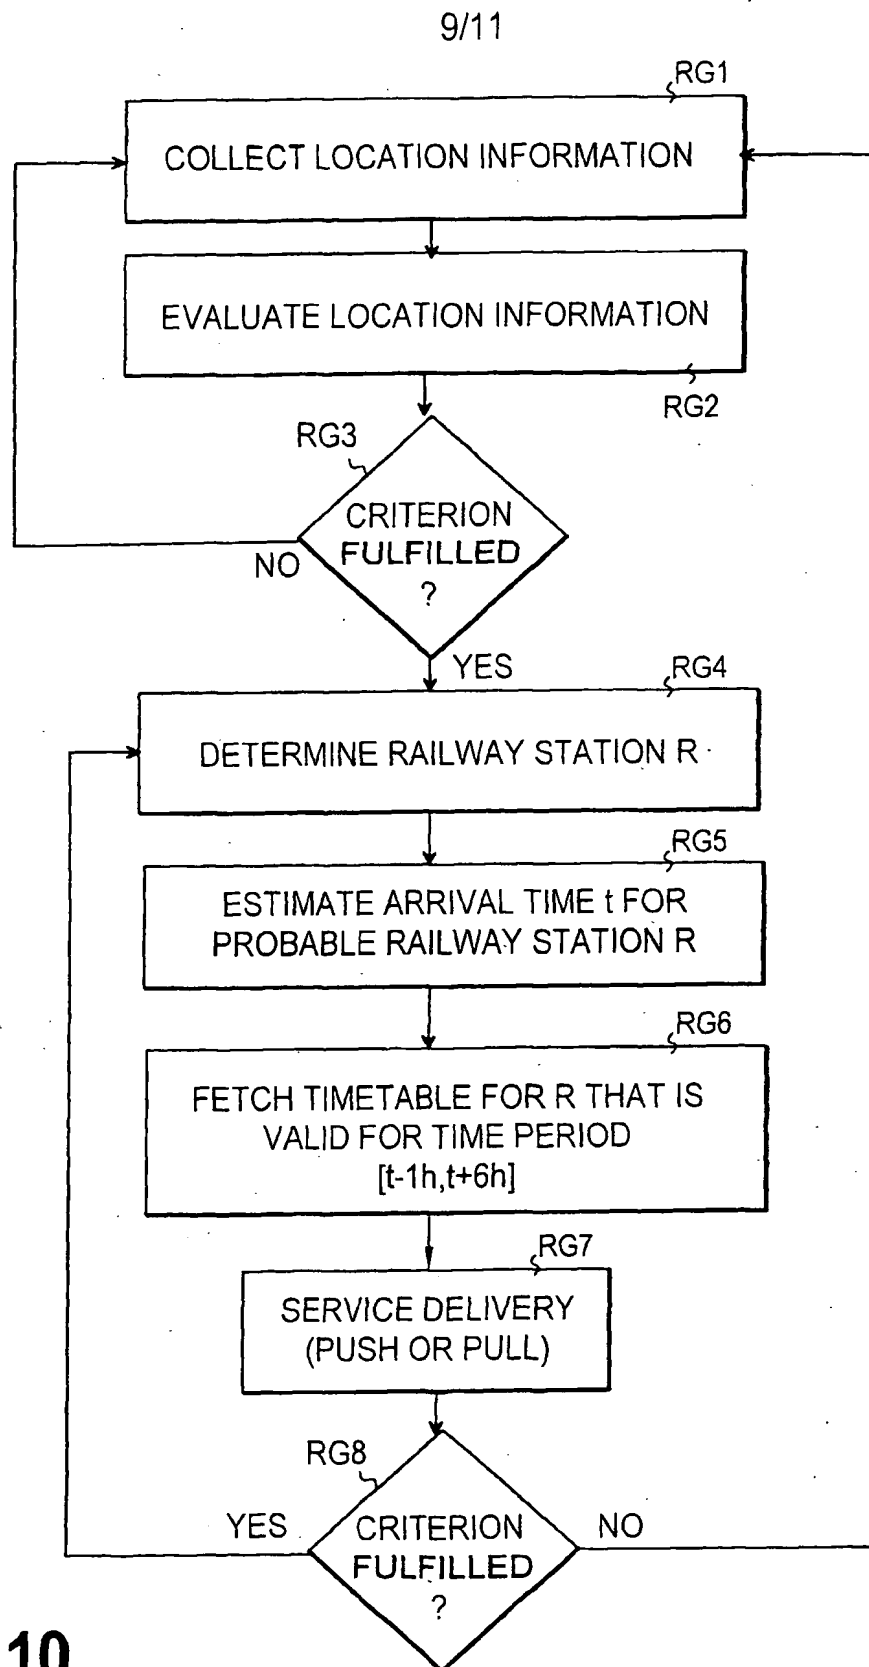 9/11
RG1
COLLECT LOCATION INFORMATION
EVALUATE LOCATION INFORMATION
RG2
RG3
CRITERION
FULFILLED
?
NO
YES
RG4
DETERMINE RAILWAY STATION R
RG5
ESTIMATE ARRIVAL TIME t FOR
PROBABLE RAILWAY STATION R
RG6
FETCH TIMETABLE FOR R THAT IS
VALID FOR TIME PERIOD
[t-1h,t+6h]
RG7
SERVICE DELIVERY
(PUSH OR PULL)
RG8
YES
CRITERION
FULFILLED
?
NO
10